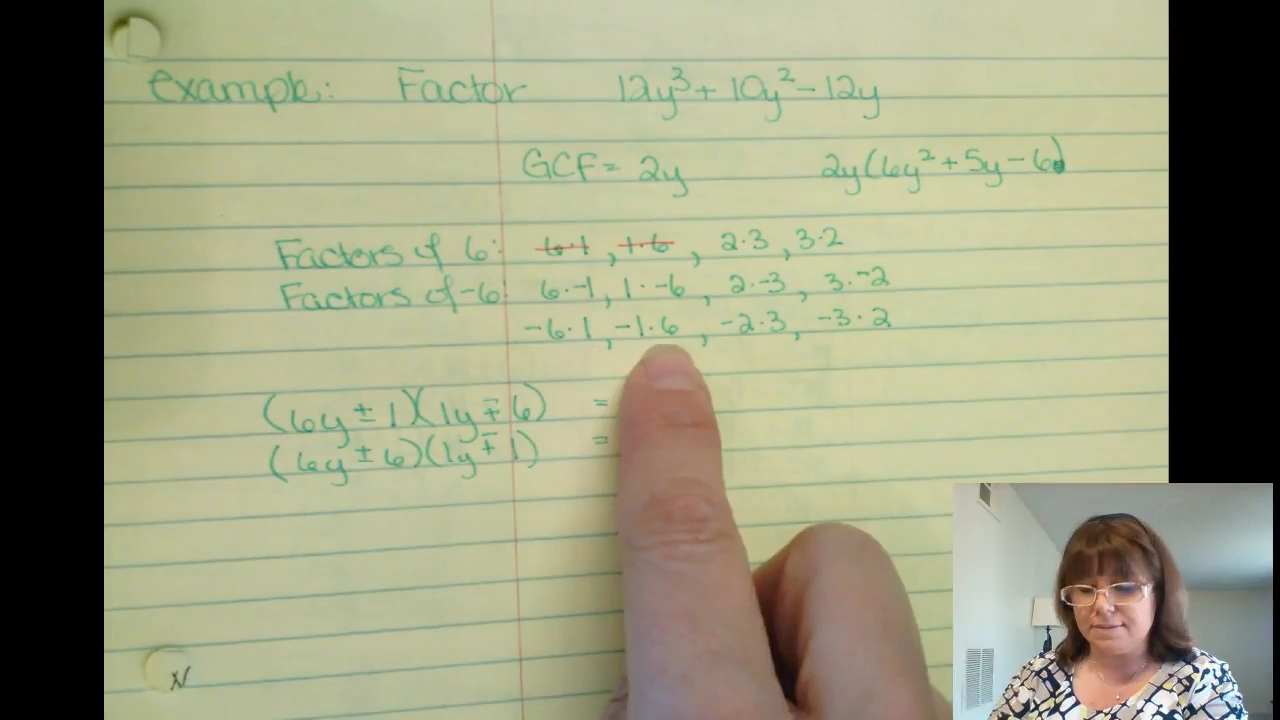 example: Factor 12y³ + 10y² - 12y
GCF = 2y 2y(6y² + 5y - 6)
Factors of 6: 6·1, 1·6, 2·3, 3·2
Factors of -6: 6·-1, 1·-6, 2·-3, 3·-2
-6·1, -1·6, -2·3, -3·2
(6y ± 1)(1y ∓ 6) =
(6y ± 6)(1y ∓ 1) =